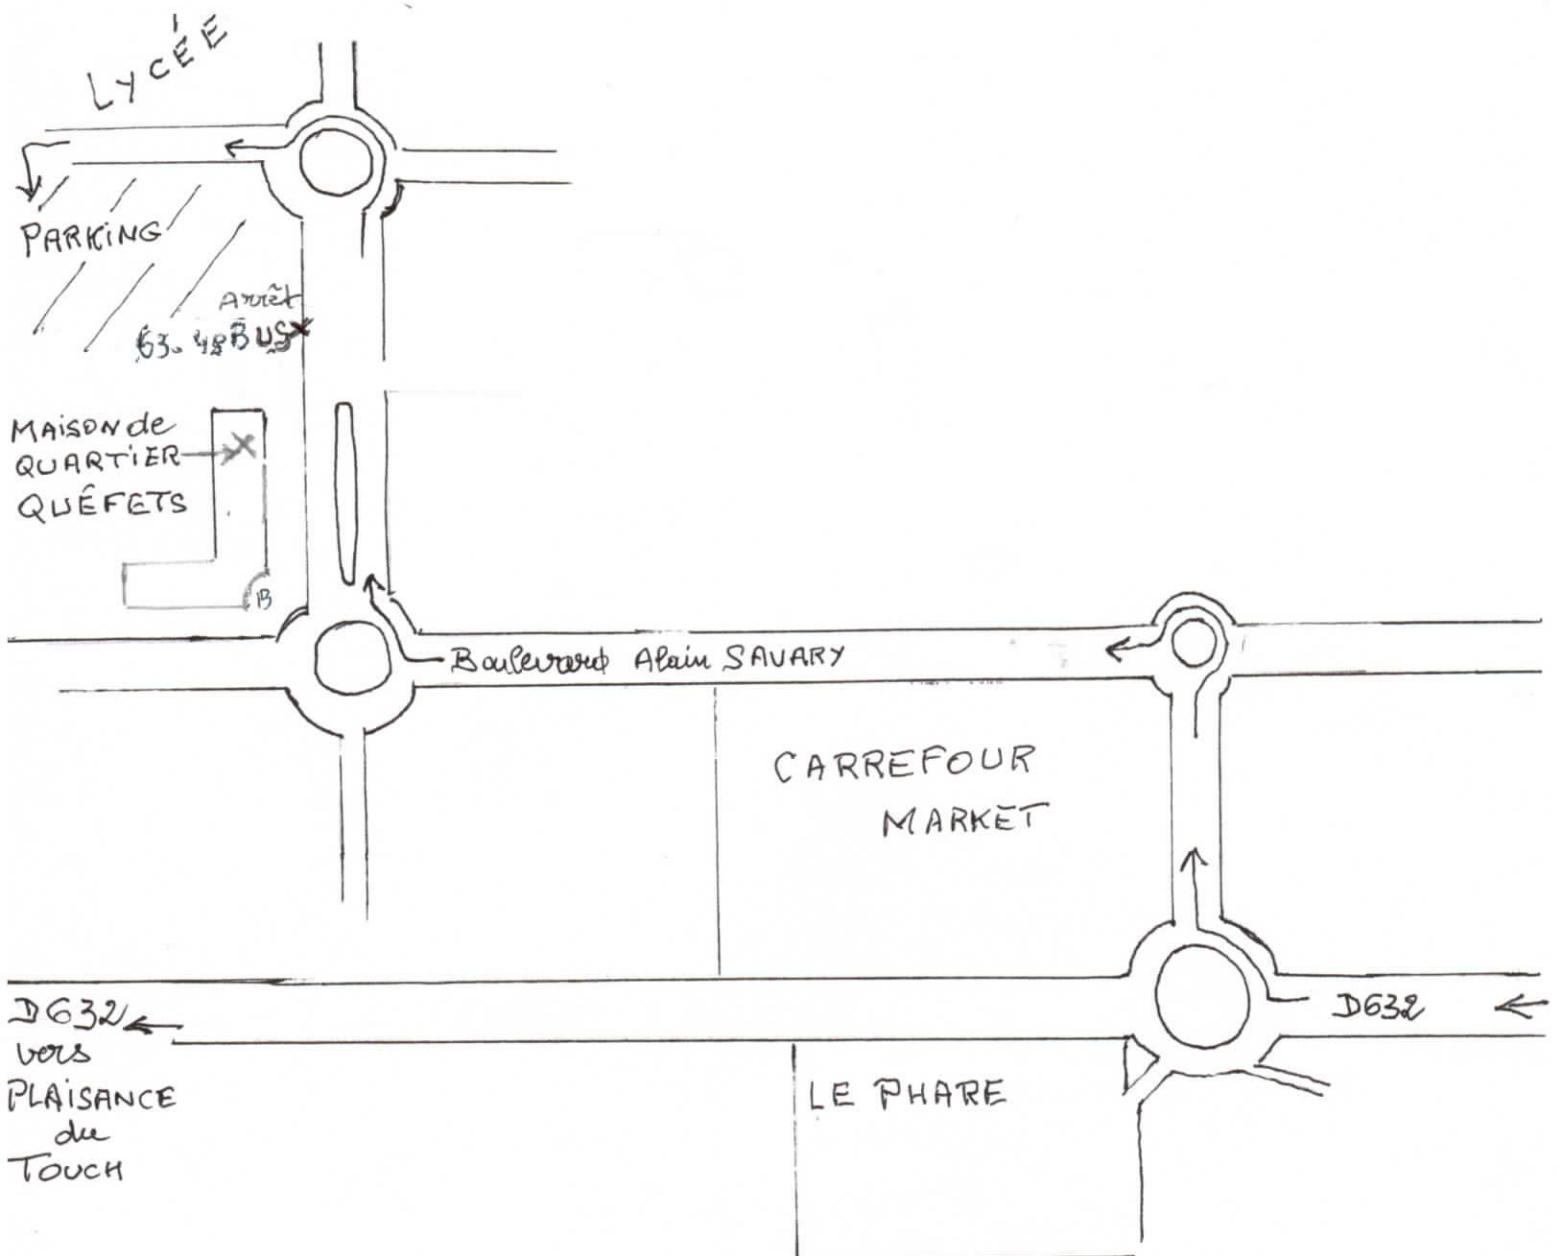 LYCÉE
PARKING
Arrêt
63. 48 BUS
MAISON de
QUARTIER
QUÊFETS
B
Boulevard Alain SAVARY
CARREFOUR
MARKET
D632
D632
vers
PLAISANCE
du
TOUCH
LE PHARE